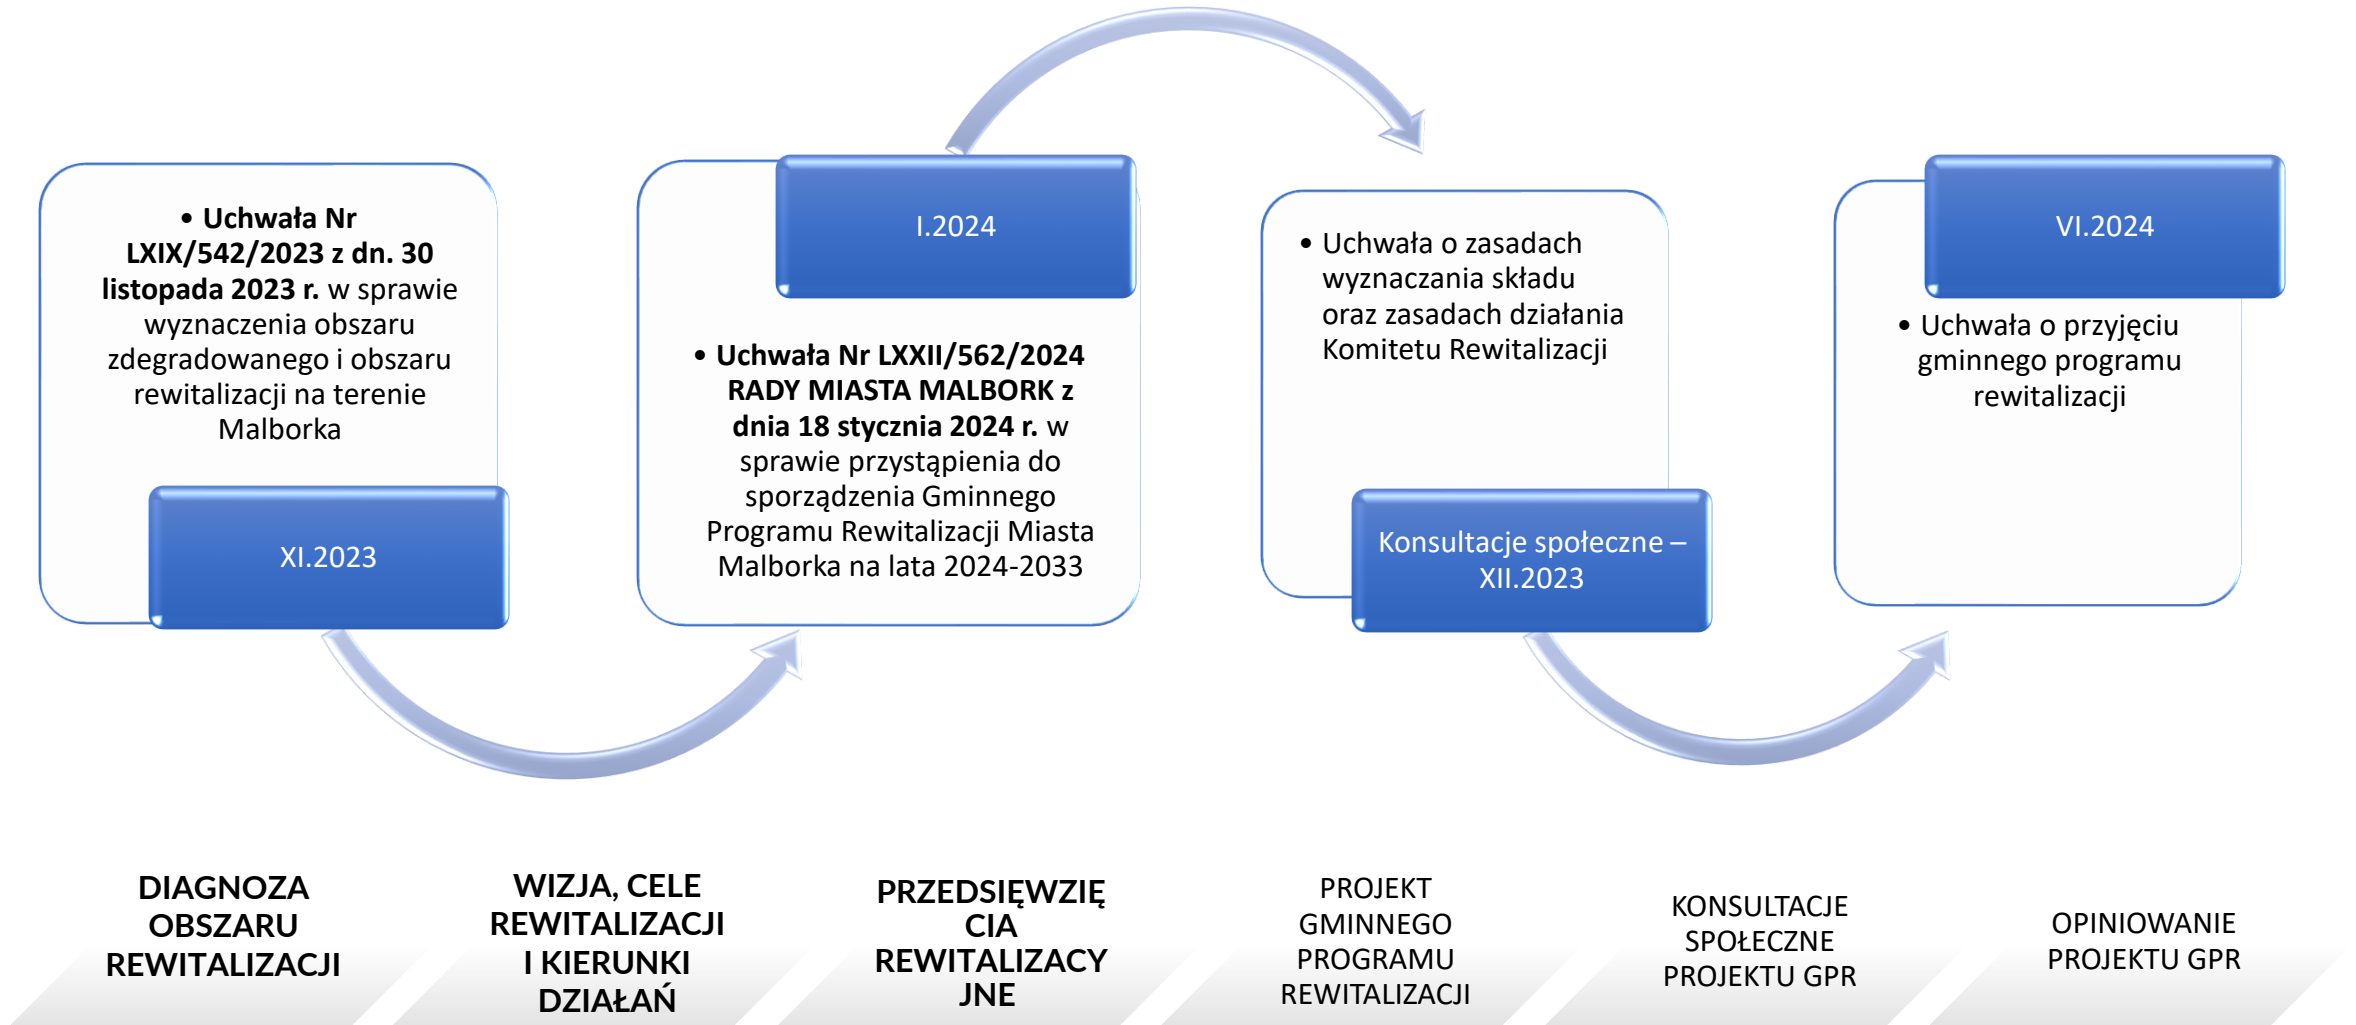 • Uchwała Nr
LXIX/542/2023 z dn. 30
listopada 2023 r. w sprawie
wyznaczenia obszaru
zdegradowanego i obszaru
rewitalizacji na terenie
Malborka
XI.2023
I.2024
• Uchwała Nr LXXII/562/2024
RADY MIASTA MALBORK z
dnia 18 stycznia 2024 r. w
sprawie przystąpienia do
sporządzenia Gminnego
Programu Rewitalizacji Miasta
Malborka na lata 2024-2033
• Uchwała o zasadach
wyznaczania składu
oraz zasadach działania
Komitetu Rewitalizacji
Konsultacje społeczne –
XII.2023
VI.2024
• Uchwała o przyjęciu
gminnego programu
rewitalizacji
DIAGNOZA
OBSZARU
REWITALIZACJI
WIZJA, CELE
REWITALIZACJI
I KIERUNKI
DZIAŁAŃ
PRZEDSIĘWZIĘ
CIA
REWITALIZACY
JNE
PROJEKT
GMINNEGO
PROGRAMU
REWITALIZACJI
KONSULTACJE
SPOŁECZNE
PROJEKTU GPR
OPINIOWANIE
PROJEKTU GPR